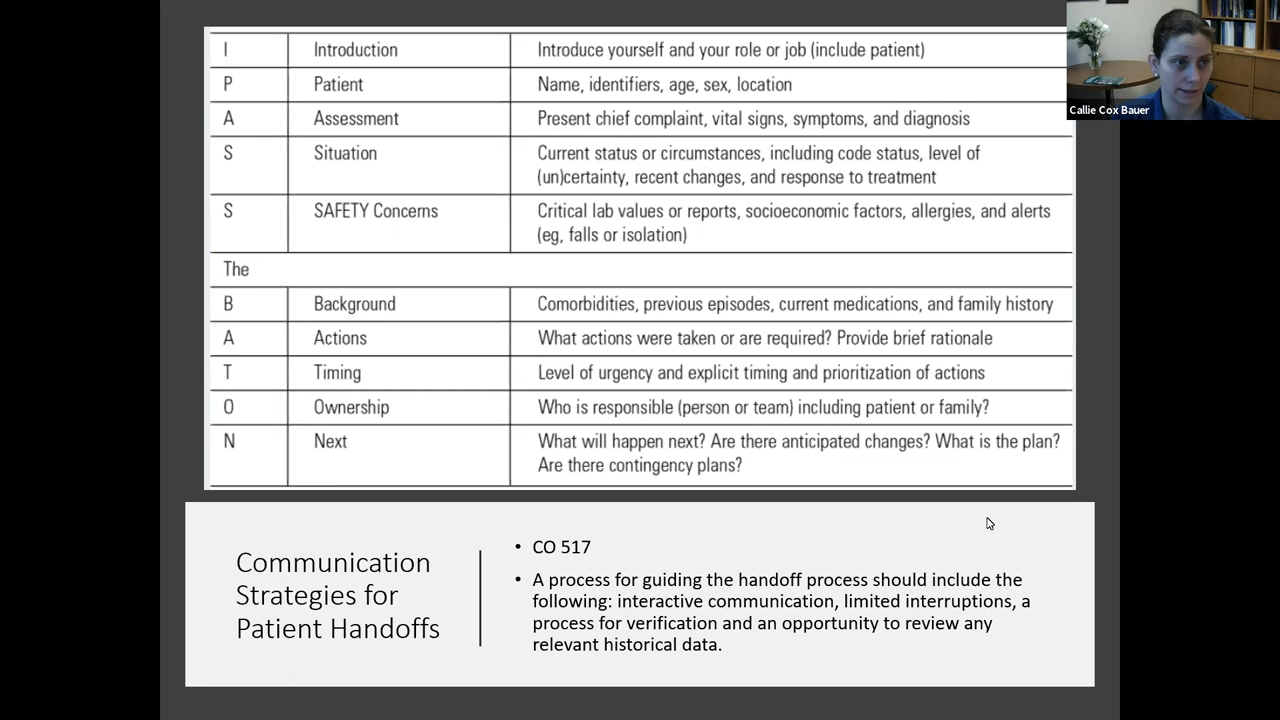 I Introduction Introduce yourself and your role or job (include patient)
P Patient Name, identifiers, age, sex, location
A Assessment Present chief complaint, vital signs, symptoms, and diagnosis
S Situation Current status or circumstances, including code status, level of
(un)certainty, recent changes, and response to treatment
S SAFETY Concerns Critical lab values or reports, socioeconomic factors, allergies, and alerts
(eg, falls or isolation)
The
B Background Comorbidities, previous episodes, current medications, and family history
A Actions What actions were taken or are required? Provide brief rationale
T Timing Level of urgency and explicit timing and prioritization of actions
O Ownership Who is responsible (person or team) including patient or family?
N Next What will happen next? Are there anticipated changes? What is the plan?
Are there contingency plans?
Callie Cox Bauer
Communication
Strategies for
Patient Handoffs
• CO 517
• A process for guiding the handoff process should include the
following: interactive communication, limited interruptions, a
process for verification and an opportunity to review any
relevant historical data.